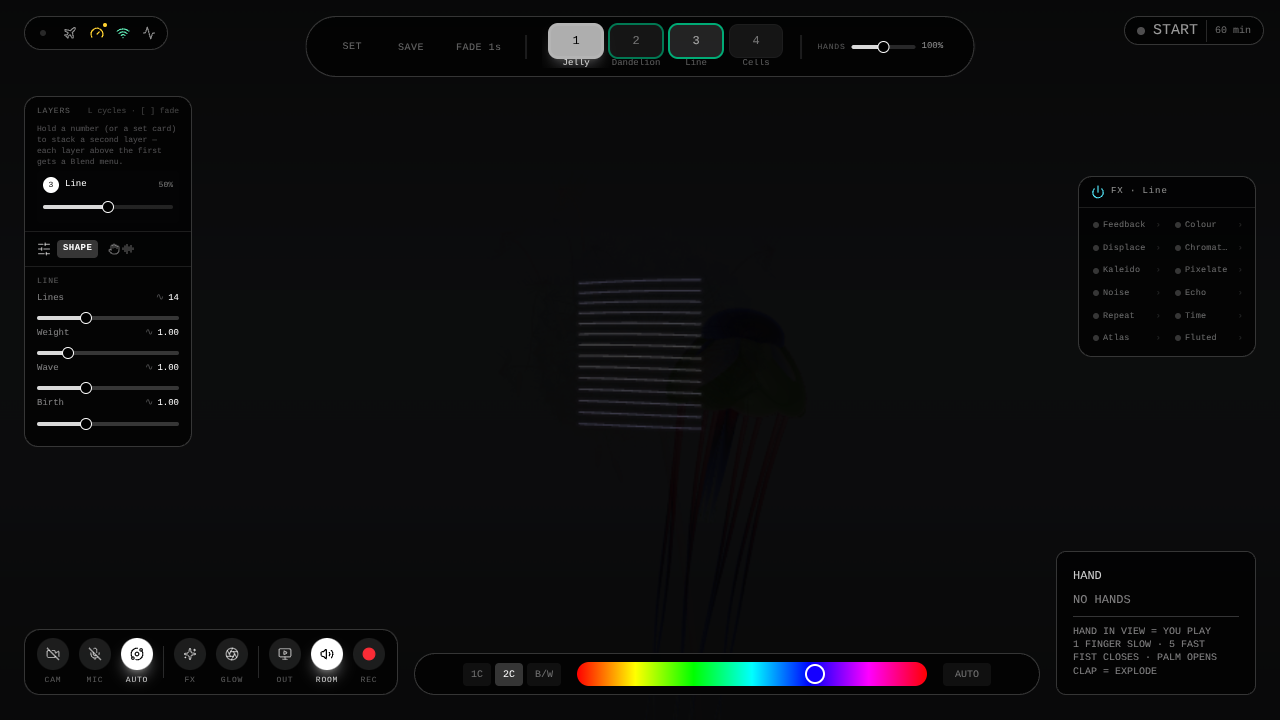 SET
SAVE
FADE 1s
1
Jelly
2
Dandelion
3
Line
4
Cells
HANDS
100%
START
60 min
LAYERS
L cycles · [ ] fade
Hold a number (or a set card)
to stack a second layer —
each layer above the first
gets a Blend menu.
3
Line
50%
SHAPE
LINE
Lines
∿ 14
Weight
∿ 1.00
Wave
∿ 1.00
Birth
∿ 1.00
FX · Line
Feedback ›
Colour ›
Displace ›
Chromat… ›
Kaleido ›
Pixelate ›
Noise ›
Echo ›
Repeat ›
Time ›
Atlas ›
Fluted ›
HAND
NO HANDS
HAND IN VIEW = YOU PLAY
1 FINGER SLOW · 5 FAST
FIST CLOSES · PALM OPENS
CLAP = EXPLODE
CAM
MIC
AUTO
FX
GLOW
OUT
ROOM
REC
1C
2C
B/W
AUTO